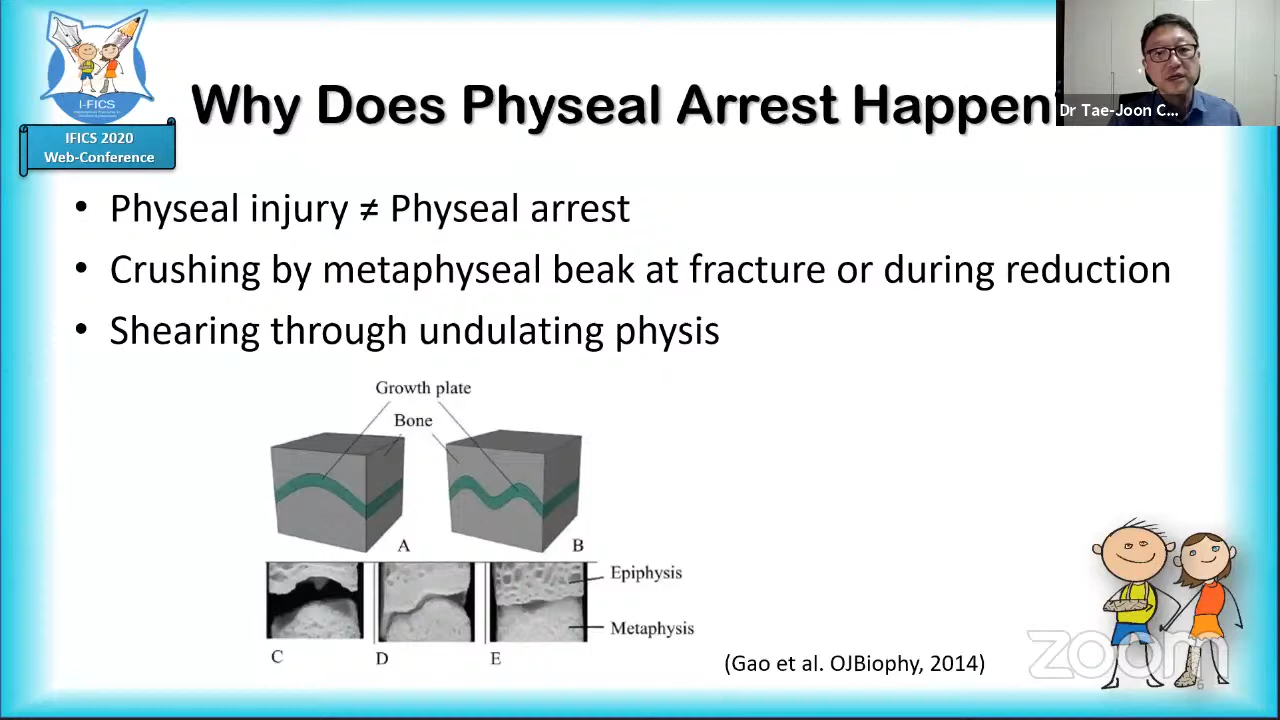 I-FICS
IFICS 2020
Web-Conference
Why Does Physeal Arrest Happen
Dr Tae-Joon C...
• Physeal injury ≠ Physeal arrest
• Crushing by metaphyseal beak at fracture or during reduction
• Shearing through undulating physis
Growth plate
Bone
A
B
Epiphysis
Metaphysis
C
D
E
(Gao et al. OJBiophy, 2014)
zoom
6